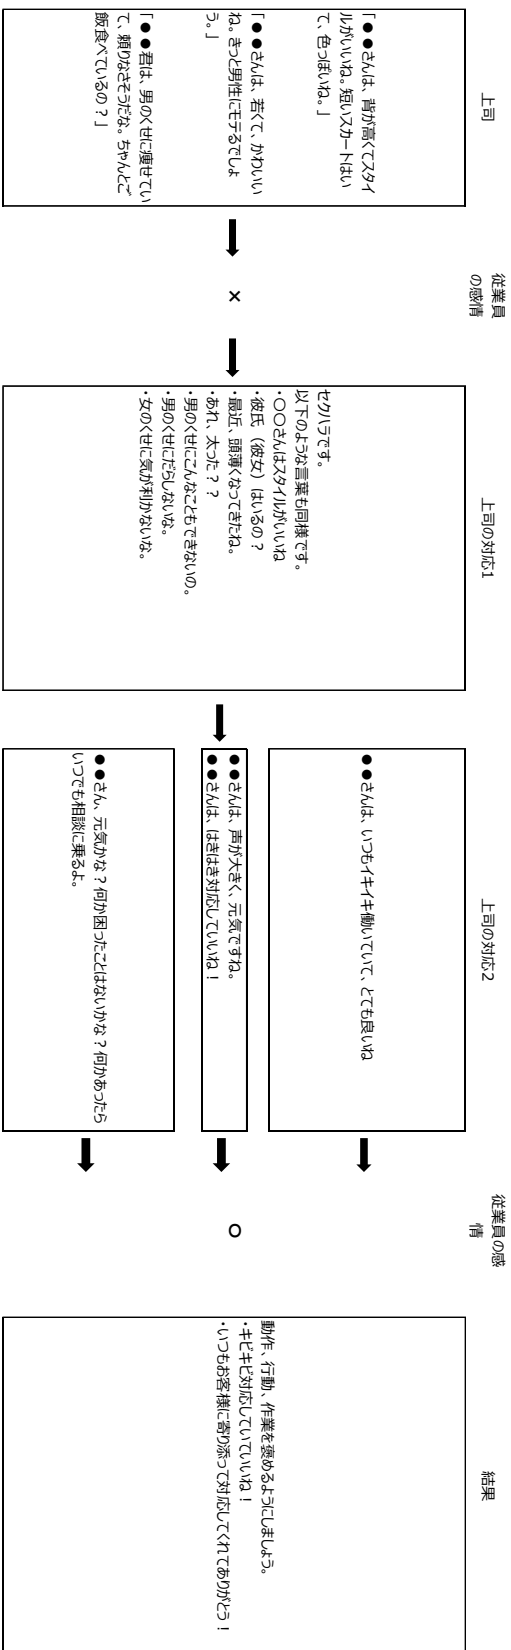 上司
「●●さんは、背が高くてスタイ
ルがいいね。短いスカートはい
て、色っぽいね。」
「●●さんは、若くて、かわいい
ね。きっと男性にモテるでしょ
う。」
「●●君は、男のくせに痩せてい
て、頼りなさそうだな。ちゃんとご
飯食べているの？」
従業員
の感情
×
上司の対応1
セクハラです。
以下のような言葉も同様です。
・〇〇さんはスタイルがいいね
・彼氏（彼女）はいるの？
・最近、頭薄くなってきたね。
・あれ、太った？？
・男のくせにこんなこともできないの。
・男のくせにだらしないな。
・女のくせに気が利かないな。
上司の対応2
●●さんは、いつもイキイキ働いていて、とても良いね
●●さんは、声が大きく、元気ですね。
●●さんは、はきはき対応していいね！
●●さん、元気かな？何か困ったことはないかな？何かあったら
いつでも相談に乗るよ。
従業員の感
情
○
結果
動作、行動、作業を褒めるようにしましょう。
・キビキビ対応していていいね！
・いつもお客様に寄り添って対応してくれてありがとう！